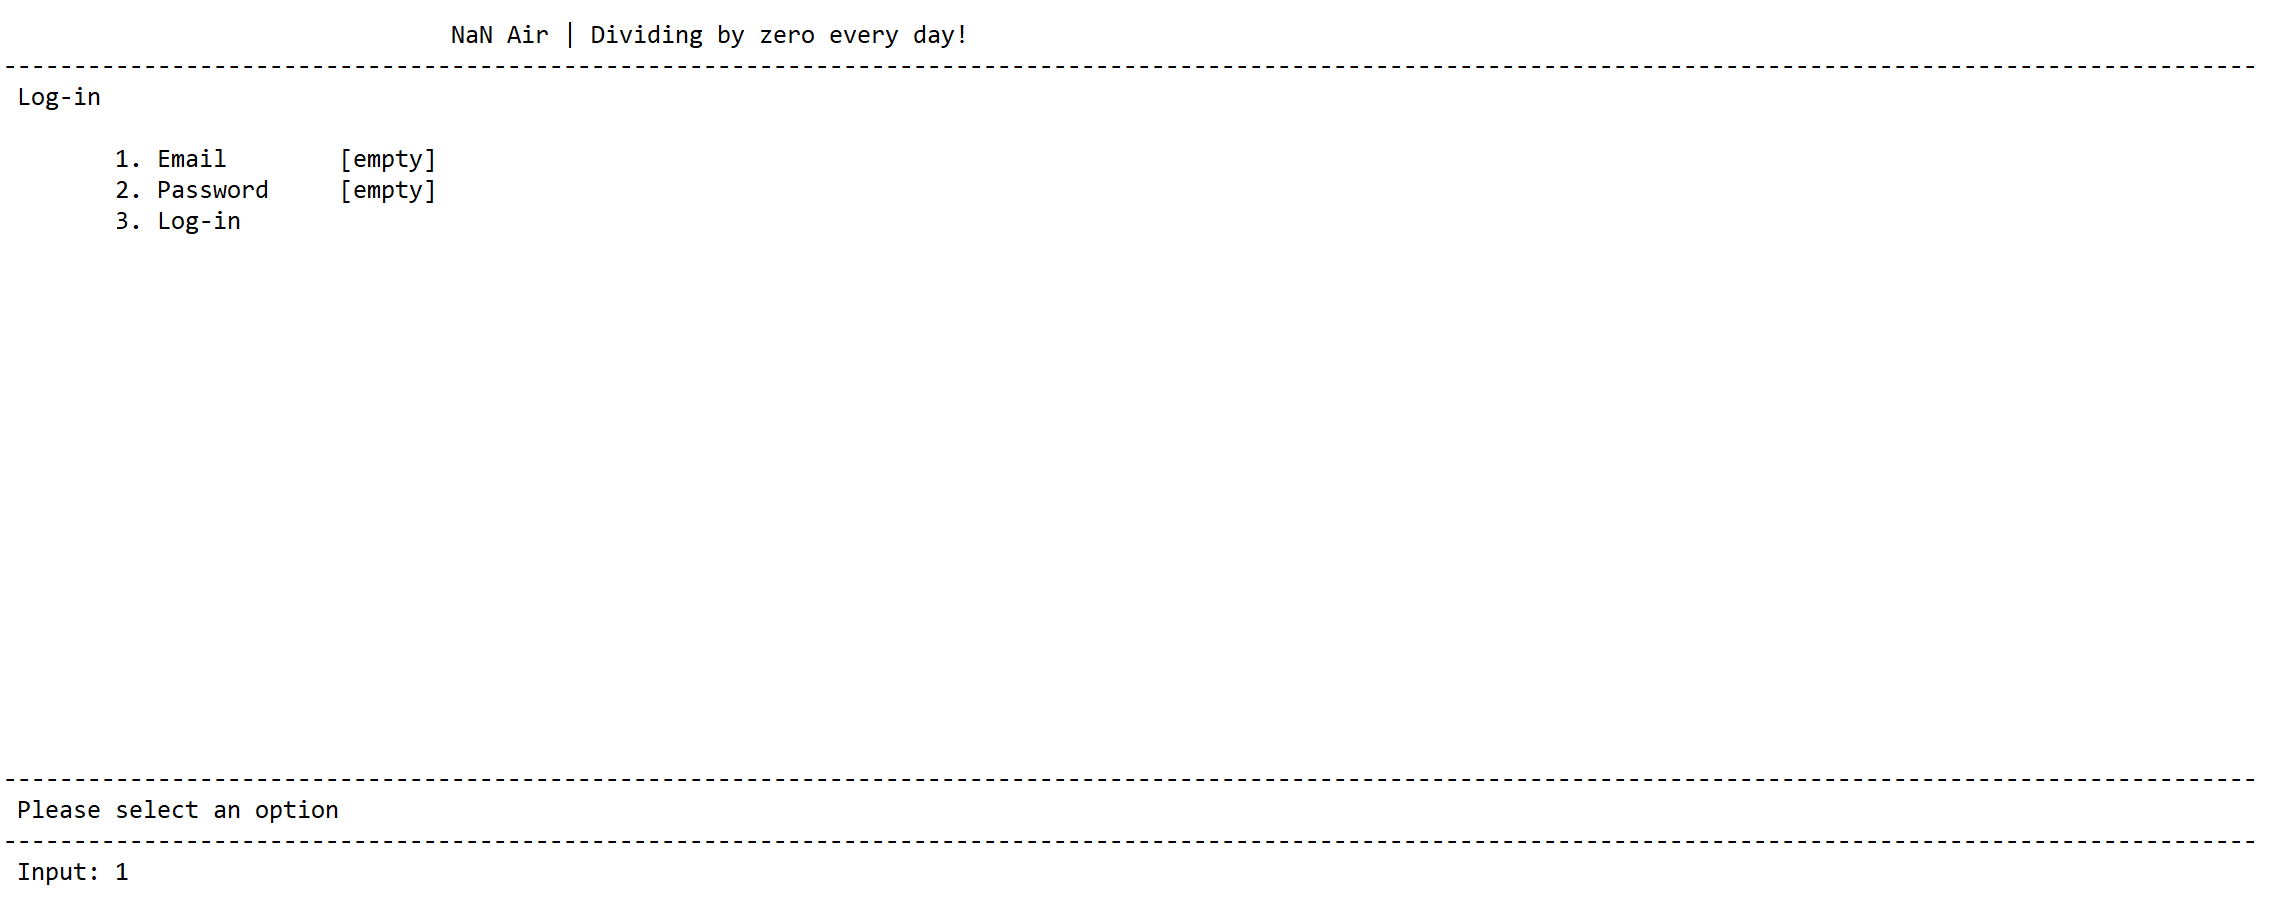 NaN Air | Dividing by zero every day!
-----------------------------------------------------------------------------------------------------------------------------------------------------------------
Log-in
1. Email [empty]
2. Password [empty]
3. Log-in
-----------------------------------------------------------------------------------------------------------------------------------------------------------------
Please select an option
-----------------------------------------------------------------------------------------------------------------------------------------------------------------
Input: 1